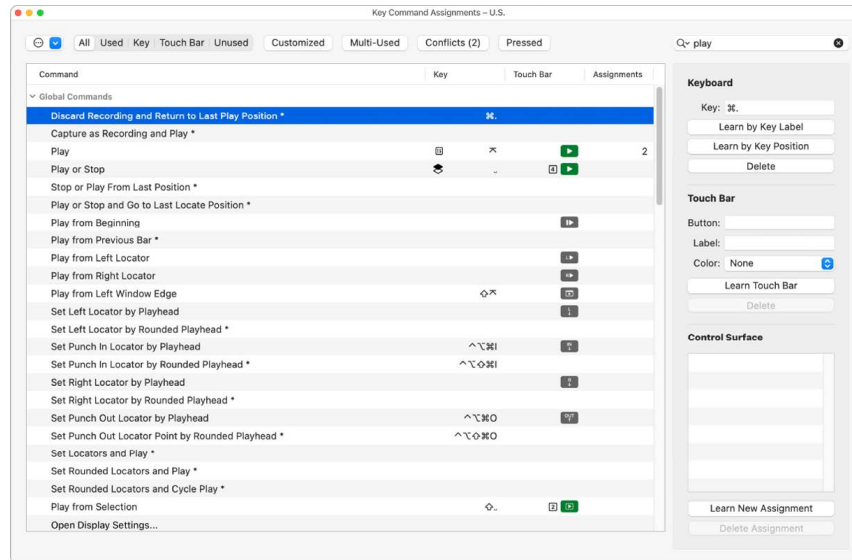 Key Command Assignments – U.S.
All Used Key Touch Bar Unused Customized Multi-Used Conflicts (2) Pressed play
Command Key Touch Bar Assignments
Global Commands
Discard Recording and Return to Last Play Position * ⌘.
Capture as Recording and Play *
Play ⌤ 2
Play or Stop ⎵ 4
Stop or Play From Last Position *
Play or Stop and Go to Last Locate Position *
Play from Beginning
Play from Previous Bar *
Play from Left Locator L
Play from Right Locator R
Play from Left Window Edge ⇧⌤
Set Left Locator by Playhead L
Set Left Locator by Rounded Playhead *
Set Punch In Locator by Playhead ^⌥⌘I IN
Set Punch In Locator by Rounded Playhead * ^⌥⇧⌘I
Set Right Locator by Playhead R
Set Right Locator by Rounded Playhead *
Set Punch Out Locator by Playhead ^⌥⌘O OUT
Set Punch Out Locator Point by Rounded Playhead * ^⌥⇧⌘O
Set Locators and Play *
Set Rounded Locators and Play *
Set Rounded Locators and Cycle Play *
Play from Selection ⇧⎵ 2
Open Display Settings...
Keyboard
Key: ⌘.
Learn by Key Label
Learn by Key Position
Delete
Touch Bar
Button:
Label:
Color: None
Learn Touch Bar
Delete
Control Surface
Learn New Assignment
Delete Assignment